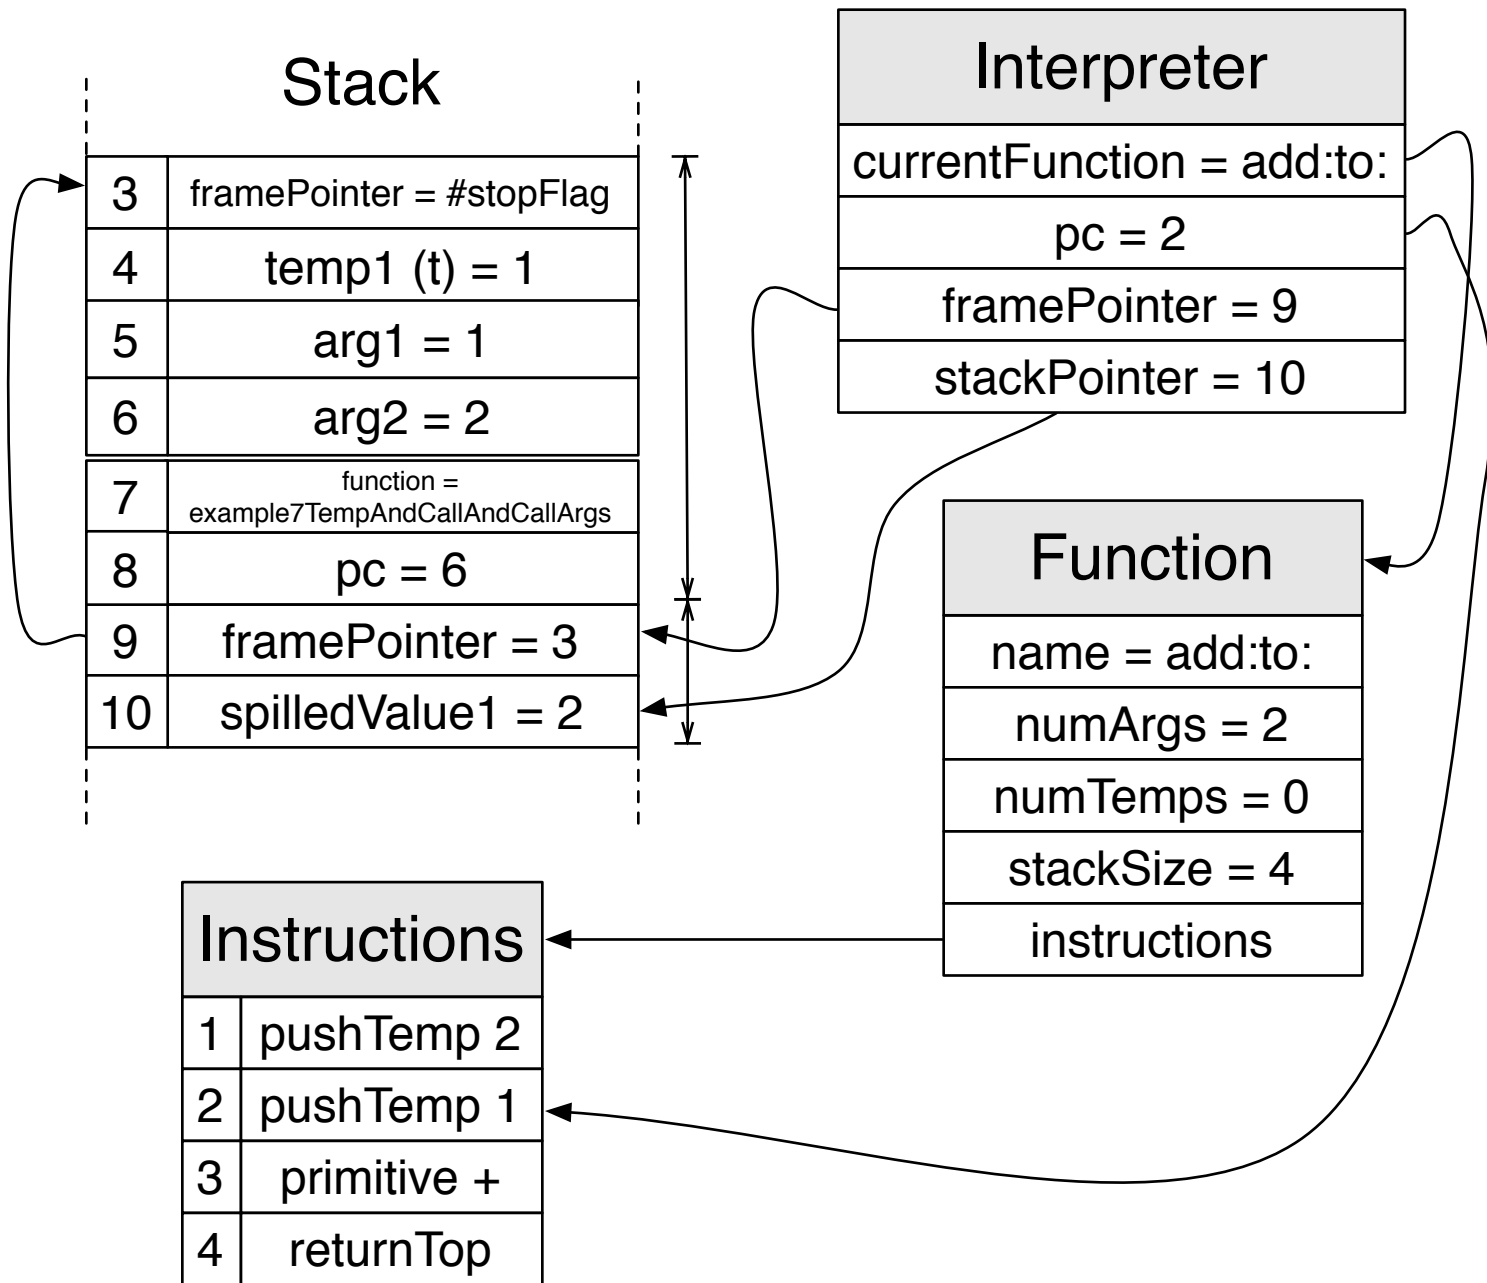 Stack
3 framePointer = #stopFlag
4 temp1 (t) = 1
5 arg1 = 1
6 arg2 = 2
7 function =
example7TempAndCallAndCallArgs
8 pc = 6
9 framePointer = 3
10 spilledValue1 = 2
Interpreter
currentFunction = add:to:
pc = 2
framePointer = 9
stackPointer = 10
Function
name = add:to:
numArgs = 2
numTemps = 0
stackSize = 4
instructions
Instructions
1 pushTemp 2
2 pushTemp 1
3 primitive +
4 returnTop